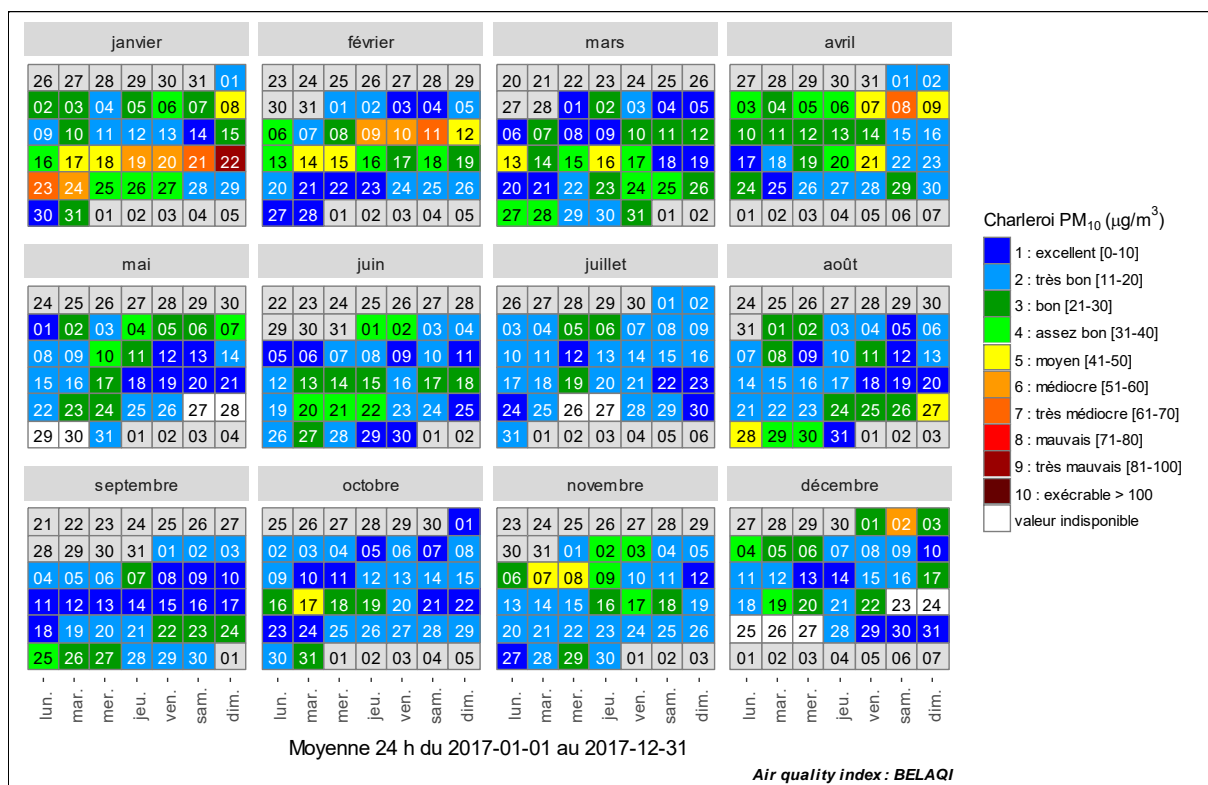 janvier février mars avril
26 27 28 29 30 31 01 23 24 25 26 27 28 29 20 21 22 23 24 25 26 27 28 29 30 31 01 02
02 03 04 05 06 07 08 30 31 01 02 03 04 05 27 28 01 02 03 04 05 03 04 05 06 07 08 09
09 10 11 12 13 14 15 06 07 08 09 10 11 12 06 07 08 09 10 11 12 10 11 12 13 14 15 16
16 17 18 19 20 21 22 13 14 15 16 17 18 19 13 14 15 16 17 18 19 17 18 19 20 21 22 23
23 24 25 26 27 28 29 20 21 22 23 24 25 26 20 21 22 23 24 25 26 24 25 26 27 28 29 30
30 31 01 02 03 04 05 27 28 01 02 03 04 05 27 28 29 30 31 01 02 01 02 03 04 05 06 07
mai juin juillet août
24 25 26 27 28 29 30 22 23 24 25 26 27 28 26 27 28 29 30 01 02 24 25 26 27 28 29 30
01 02 03 04 05 06 07 29 30 31 01 02 03 04 03 04 05 06 07 08 09 31 01 02 03 04 05 06
08 09 10 11 12 13 14 05 06 07 08 09 10 11 10 11 12 13 14 15 16 07 08 09 10 11 12 13
15 16 17 18 19 20 21 12 13 14 15 16 17 18 17 18 19 20 21 22 23 14 15 16 17 18 19 20
22 23 24 25 26 27 28 19 20 21 22 23 24 25 24 25 26 27 28 29 30 21 22 23 24 25 26 27
29 30 31 01 02 03 04 26 27 28 29 30 01 02 31 01 02 03 04 05 06 28 29 30 31 01 02 03
septembre octobre novembre décembre
21 22 23 24 25 26 27 25 26 27 28 29 30 01 23 24 25 26 27 28 29 27 28 29 30 01 02 03
28 29 30 31 01 02 03 02 03 04 05 06 07 08 30 31 01 02 03 04 05 04 05 06 07 08 09 10
04 05 06 07 08 09 10 09 10 11 12 13 14 15 06 07 08 09 10 11 12 11 12 13 14 15 16 17
11 12 13 14 15 16 17 16 17 18 19 20 21 22 13 14 15 16 17 18 19 18 19 20 21 22 23 24
18 19 20 21 22 23 24 23 24 25 26 27 28 29 20 21 22 23 24 25 26 25 26 27 28 29 30 31
25 26 27 28 29 30 01 30 31 01 02 03 04 05 27 28 29 30 01 02 03 01 02 03 04 05 06 07
lun. mar. mer. jeu. ven. sam. dim. lun. mar. mer. jeu. ven. sam. dim. lun. mar. mer. jeu. ven. sam. dim. lun. mar. mer. jeu. ven. sam. dim.
Moyenne 24 h du 2017-01-01 au 2017-12-31
Charleroi PM₁₀ (μg/m³)
1 : excellent [0-10]
2 : très bon [11-20]
3 : bon [21-30]
4 : assez bon [31-40]
5 : moyen [41-50]
6 : médiocre [51-60]
7 : très médiocre [61-70]
8 : mauvais [71-80]
9 : très mauvais [81-100]
10 : exécrable > 100
valeur indisponible
Air quality index : BELAQI